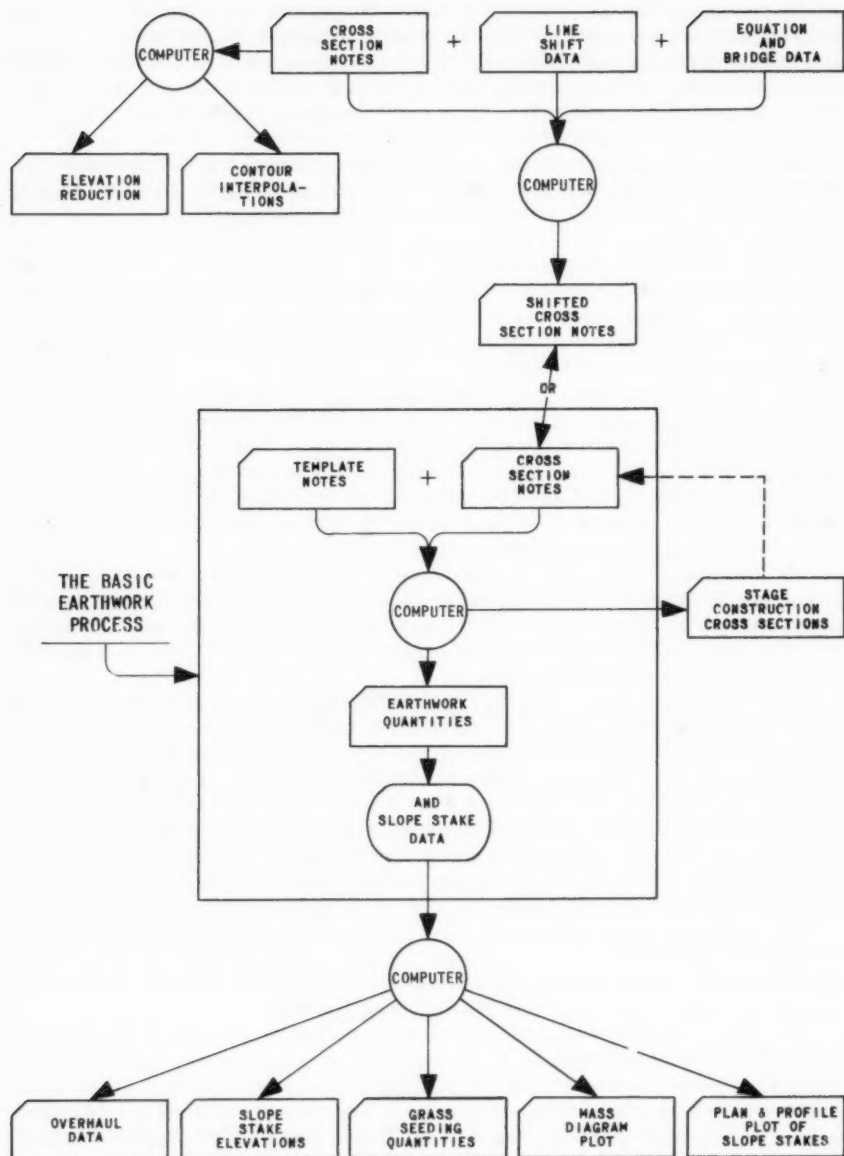 CROSS
SECTION
NOTES
+
LINE
SHIFT
DATA
+
EQUATION
AND
BRIDGE DATA
COMPUTER
ELEVATION
REDUCTION
CONTOUR
INTERPOLA-
TIONS
COMPUTER
SHIFTED
CROSS
SECTION NOTES
OR
TEMPLATE
NOTES
+
CROSS
SECTION
NOTES
THE BASIC
EARTHWORK
PROCESS
COMPUTER
STAGE
CONSTRUCTION
CROSS SECTIONS
EARTHWORK
QUANTITIES
AND
SLOPE STAKE
DATA
COMPUTER
OVERHAUL
DATA
SLOPE
STAKE
ELEVATIONS
GRASS
SEEDING
QUANTITIES
MASS
DIAGRAM
PLOT
PLAN & PROFILE
PLOT OF
SLOPE STAKES